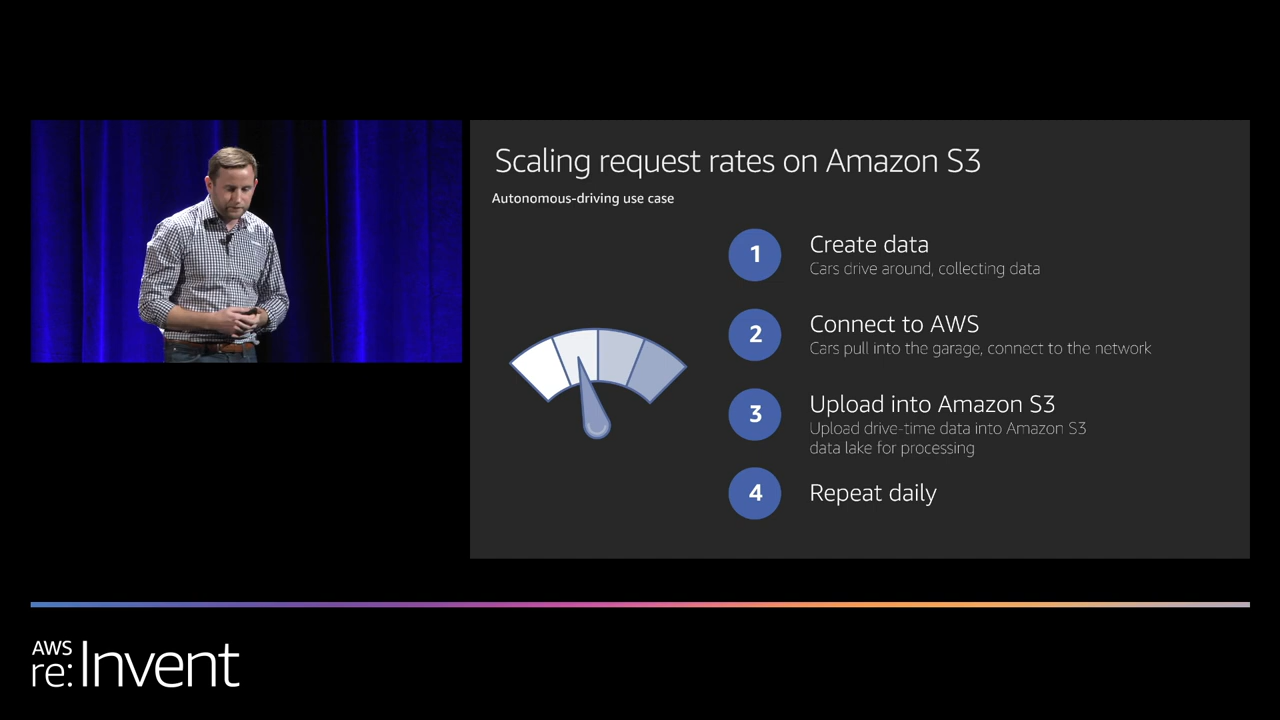 Scaling request rates on Amazon S3
Autonomous-driving use case
1
Create data
Cars drive around, collecting data
2
Connect to AWS
Cars pull into the garage, connect to the network
3
Upload into Amazon S3
Upload drive-time data into Amazon S3
data lake for processing
4
Repeat daily
AWS
re:Invent